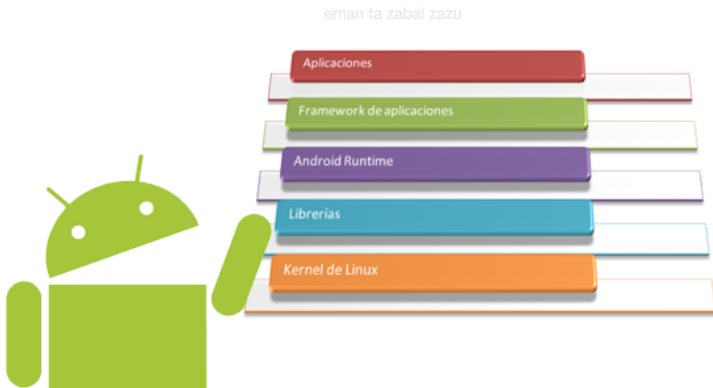 eman ta zabal zazu
Aplicaciones
Framework de aplicaciones
Android Runtime
Librerías
Kernel de Linux